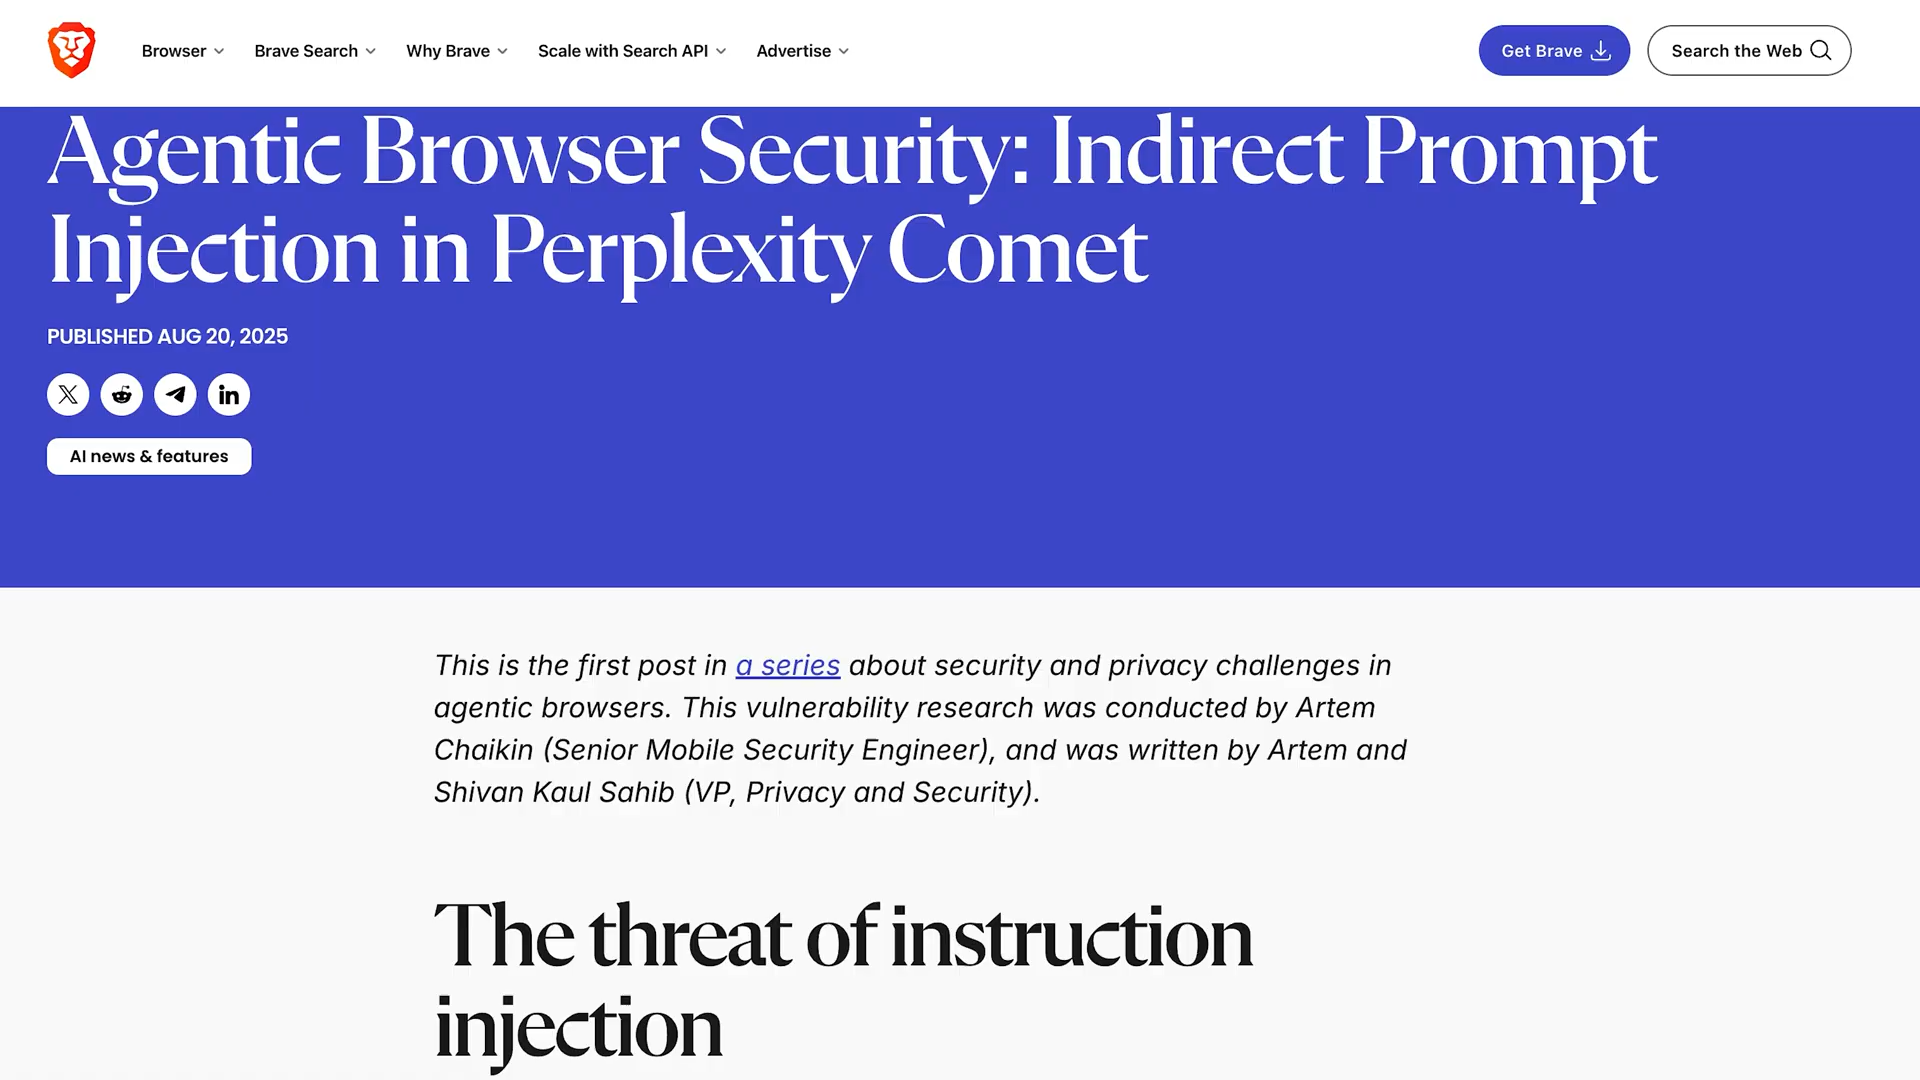 Browser Brave Search Why Brave Scale with Search API Advertise Get Brave Search the Web
Agentic Browser Security: Indirect Prompt
Injection in Perplexity Comet
PUBLISHED AUG 20, 2025
AI news & features
This is the first post in a series about security and privacy challenges in
agentic browsers. This vulnerability research was conducted by Artem
Chaikin (Senior Mobile Security Engineer), and was written by Artem and
Shivan Kaul Sahib (VP, Privacy and Security).
The threat of instruction
injection